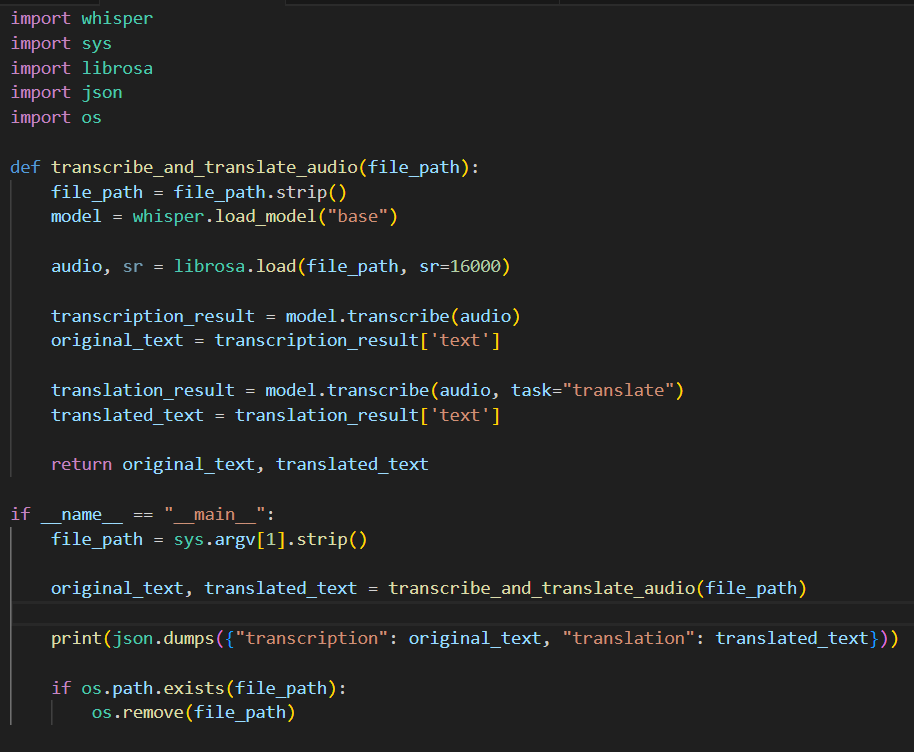 import whisper
import sys
import librosa
import json
import os
def transcribe_and_translate_audio(file_path):
    file_path = file_path.strip()
    model = whisper.load_model("base")
    audio, sr = librosa.load(file_path, sr=16000)
    transcription_result = model.transcribe(audio)
    original_text = transcription_result['text']
    translation_result = model.transcribe(audio, task="translate")
    translated_text = translation_result['text']
    return original_text, translated_text
if __name__ == "__main__":
    file_path = sys.argv[1].strip()
    original_text, translated_text = transcribe_and_translate_audio(file_path)
    print(json.dumps({"transcription": original_text, "translation": translated_text}))
    if os.path.exists(file_path):
        os.remove(file_path)